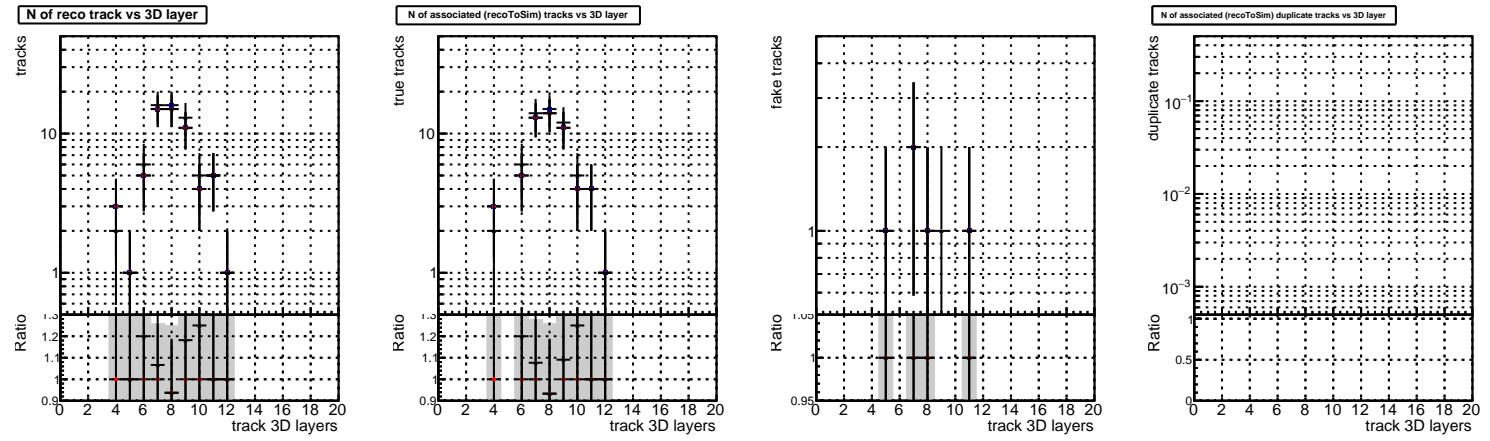 N of reco track vs 3D layer
tracks
10
1
Ratio
1.3
1.2
1.1
1
0.9
0 2 4 6 8 10 12 14 16 18 20
track 3D layers
N of associated (recoToSim) tracks vs 3D layer
true tracks
10
1
Ratio
1.3
1.2
1.1
1
0.9
0 2 4 6 8 10 12 14 16 18 20
track 3D layers
fake tracks
1
Ratio
1.05
1
0.95
0 2 4 6 8 10 12 14 16 18 20
track 3D layers
N of associated (recoToSim) duplicate tracks vs 3D layer
duplicate tracks
10⁻¹
10⁻²
10⁻³
Ratio
1
0.5
0
0 2 4 6 8 10 12 14 16 18 20
track 3D layers